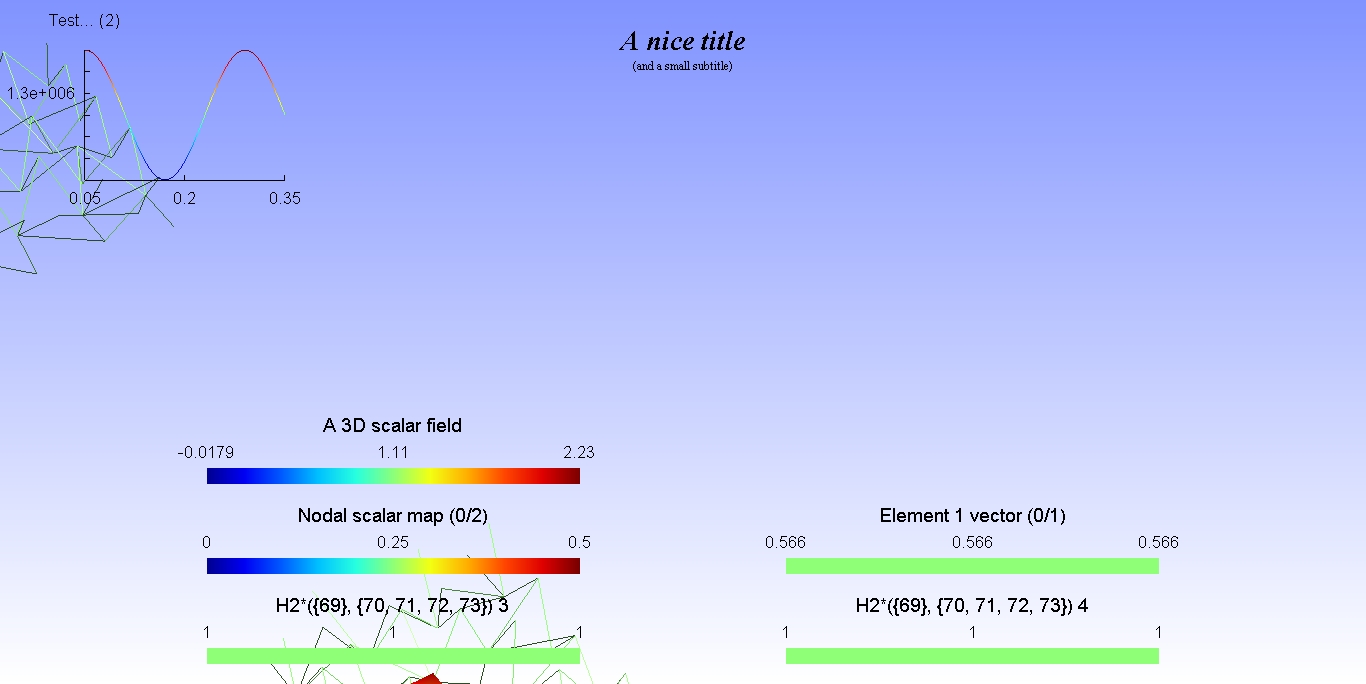 Test... (2)
A nice title
(and a small subtitle)
1.3e+006
0.05 0.2 0.35
A 3D scalar field
-0.0179 1.11 2.23
Nodal scalar map (0/2)
0 0.25 0.5
Element 1 vector (0/1)
0.566 0.566 0.566
H2*({69}, {70, 71, 72, 73}) 3
1 1 1
H2*({69}, {70, 71, 72, 73}) 4
1 1 1